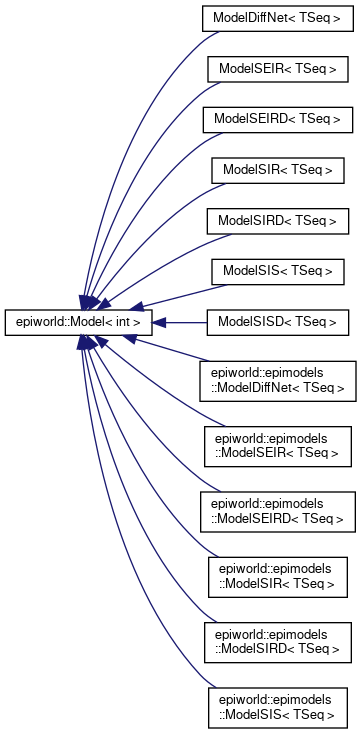 ModelDiffNet< TSeq >
ModelSEIR< TSeq >
ModelSEIRD< TSeq >
ModelSIR< TSeq >
ModelSIRD< TSeq >
ModelSIS< TSeq >
epiworld::Model< int >
ModelSISD< TSeq >
epiworld::epimodels
::ModelDiffNet< TSeq >
epiworld::epimodels
::ModelSEIR< TSeq >
epiworld::epimodels
::ModelSEIRD< TSeq >
epiworld::epimodels
::ModelSIR< TSeq >
epiworld::epimodels
::ModelSIRD< TSeq >
epiworld::epimodels
::ModelSIS< TSeq >